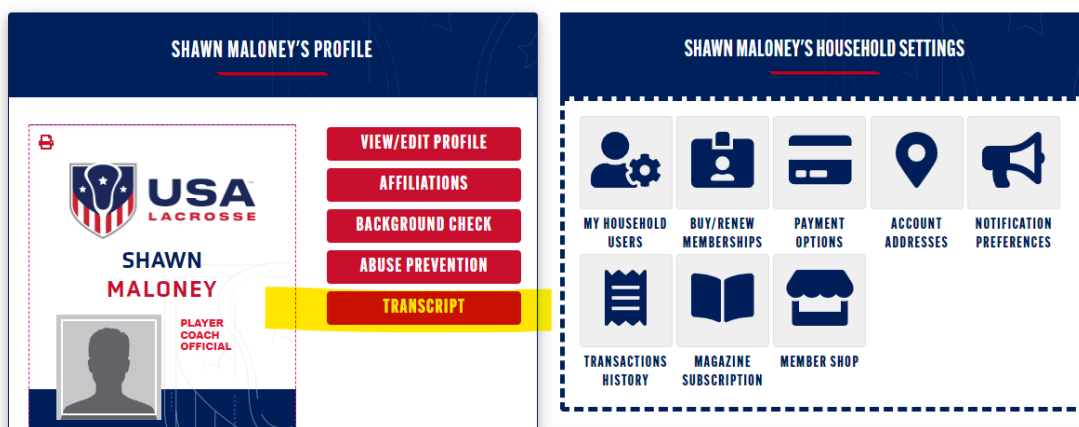 SHAWN MALONEY'S PROFILE
USA
LACROSSE
SHAWN
MALONEY
PLAYER
COACH
OFFICIAL
VIEW/EDIT PROFILE
AFFILIATIONS
BACKGROUND CHECK
ABUSE PREVENTION
TRANSCRIPT
SHAWN MALONEY'S HOUSEHOLD SETTINGS
MY HOUSEHOLD
USERS
BUY/RENEW
MEMBERSHIPS
PAYMENT
OPTIONS
ACCOUNT
ADDRESSES
NOTIFICATION
PREFERENCES
TRANSACTIONS
HISTORY
MAGAZINE
SUBSCRIPTION
MEMBER SHOP